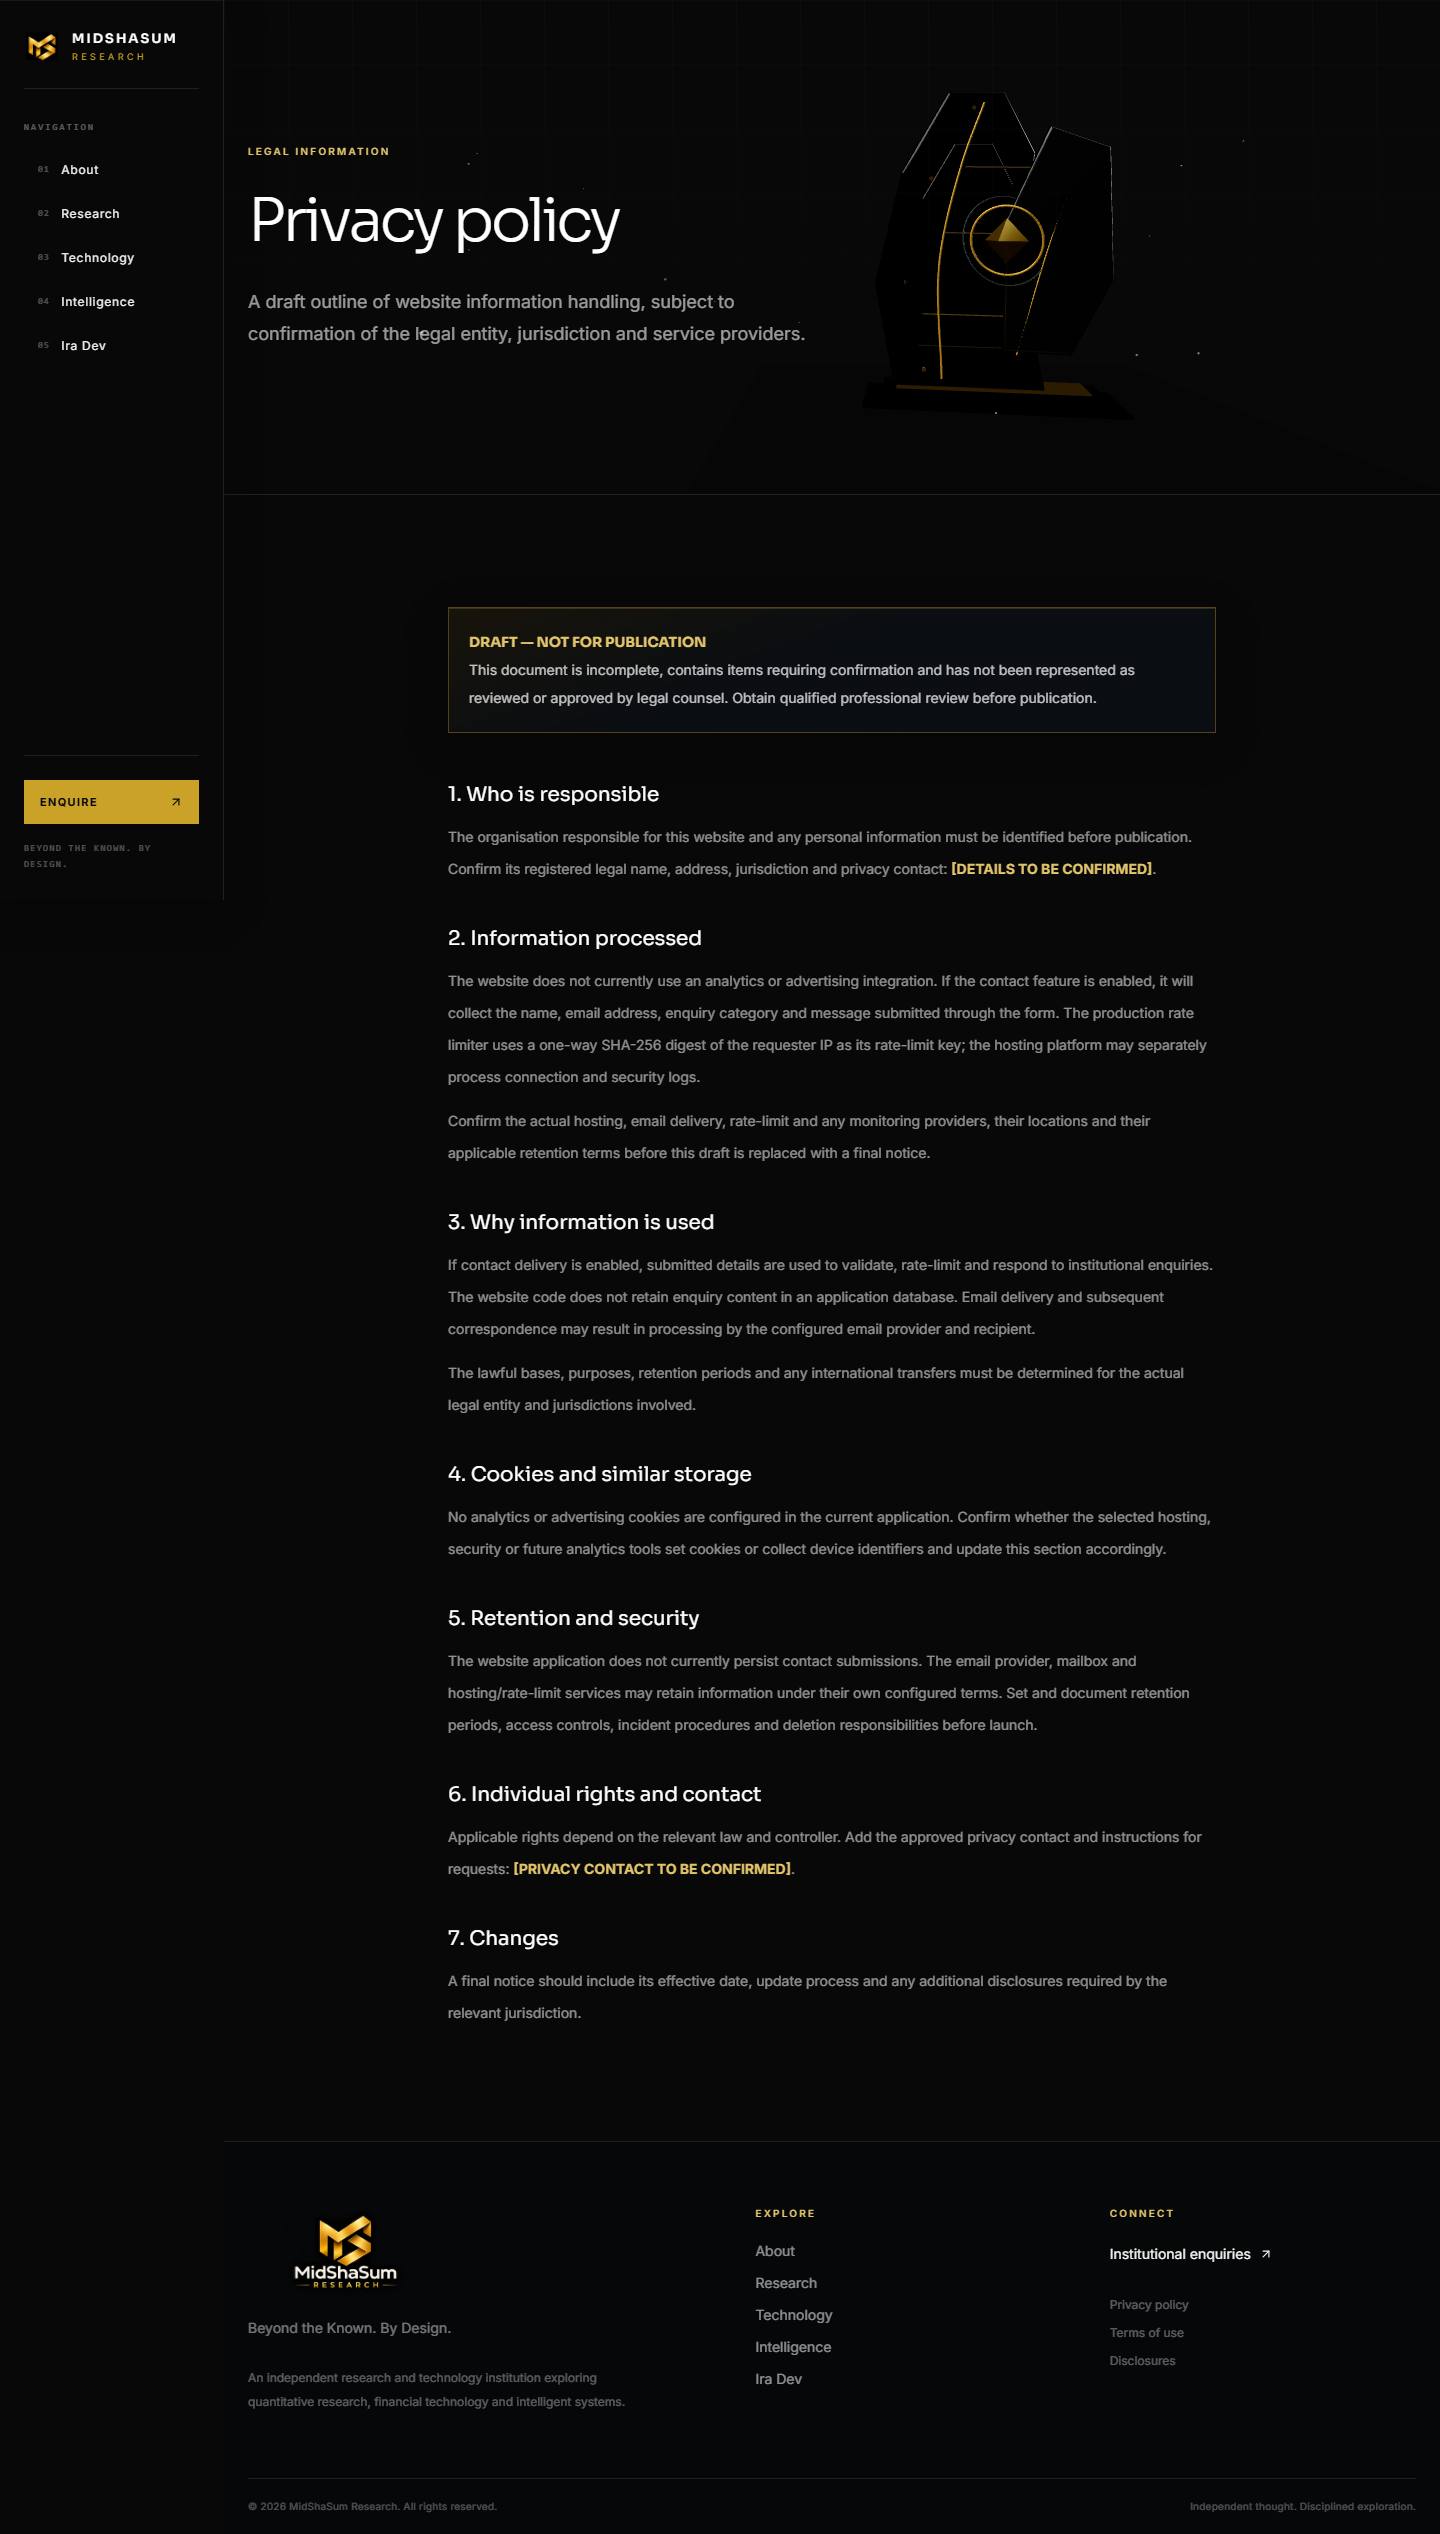 MIDSHASUM
RESEARCH
NAVIGATION
01 About
02 Research
03 Technology
04 Intelligence
05 Ira Dev
ENQUIRE
BEYOND THE KNOWN. BY
DESIGN.
LEGAL INFORMATION
Privacy policy
A draft outline of website information handling, subject to
confirmation of the legal entity, jurisdiction and service providers.
DRAFT — NOT FOR PUBLICATION
This document is incomplete, contains items requiring confirmation and has not been represented as
reviewed or approved by legal counsel. Obtain qualified professional review before publication.
1. Who is responsible
The organisation responsible for this website and any personal information must be identified before publication.
Confirm its registered legal name, address, jurisdiction and privacy contact: [DETAILS TO BE CONFIRMED].
2. Information processed
The website does not currently use an analytics or advertising integration. If the contact feature is enabled, it will
collect the name, email address, enquiry category and message submitted through the form. The production rate
limiter uses a one-way SHA-256 digest of the requester IP as its rate-limit key; the hosting platform may separately
process connection and security logs.
Confirm the actual hosting, email delivery, rate-limit and any monitoring providers, their locations and their
applicable retention terms before this draft is replaced with a final notice.
3. Why information is used
If contact delivery is enabled, submitted details are used to validate, rate-limit and respond to institutional enquiries.
The website code does not retain enquiry content in an application database. Email delivery and subsequent
correspondence may result in processing by the configured email provider and recipient.
The lawful bases, purposes, retention periods and any international transfers must be determined for the actual
legal entity and jurisdictions involved.
4. Cookies and similar storage
No analytics or advertising cookies are configured in the current application. Confirm whether the selected hosting,
security or future analytics tools set cookies or collect device identifiers and update this section accordingly.
5. Retention and security
The website application does not currently persist contact submissions. The email provider, mailbox and
hosting/rate-limit services may retain information under their own configured terms. Set and document retention
periods, access controls, incident procedures and deletion responsibilities before launch.
6. Individual rights and contact
Applicable rights depend on the relevant law and controller. Add the approved privacy contact and instructions for
requests: [PRIVACY CONTACT TO BE CONFIRMED].
7. Changes
A final notice should include its effective date, update process and any additional disclosures required by the
relevant jurisdiction.
MidShaSum
RESEARCH
Beyond the Known. By Design.
An independent research and technology institution exploring
quantitative research, financial technology and intelligent systems.
EXPLORE
About
Research
Technology
Intelligence
Ira Dev
CONNECT
Institutional enquiries
Privacy policy
Terms of use
Disclosures
© 2026 MidShaSum Research. All rights reserved.
Independent thought. Disciplined exploration.